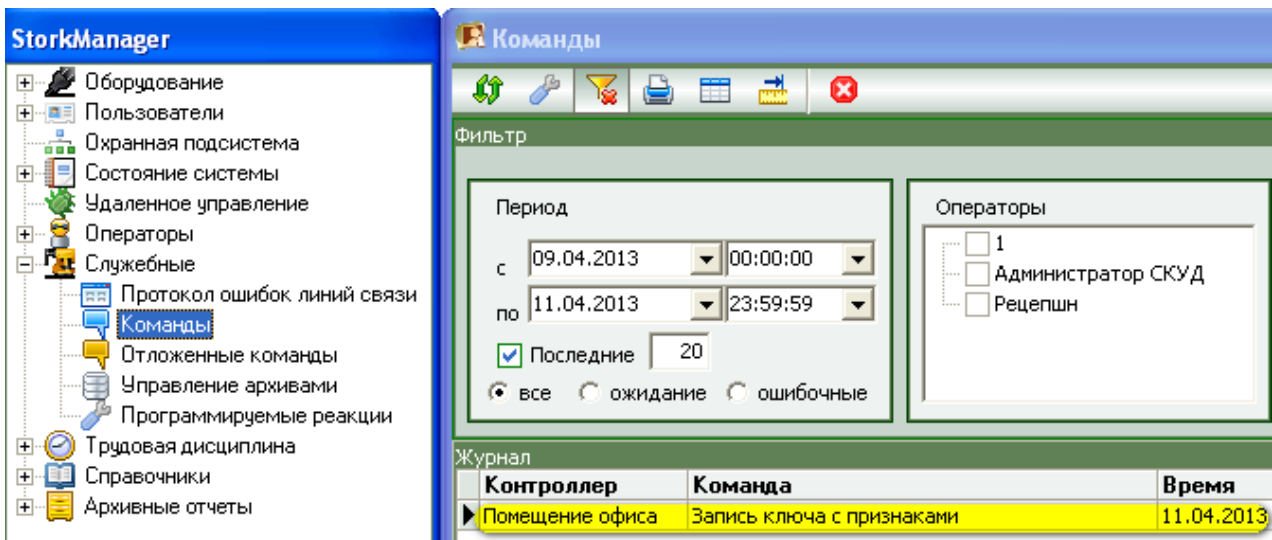 StorkManager
Оборудование
Пользователи
Охранная подсистема
Состояние системы
Удаленное управление
Операторы
Служебные
Протокол ошибок линий связи
Команды
Отложенные команды
Управление архивами
Программируемые реакции
Трудовая дисциплина
Справочники
Архивные отчеты
Команды
Фильтр
Период
с 09.04.2013 00:00:00
по 11.04.2013 23:59:59
Последние 20
все ожидание ошибочные
Операторы
1
Администратор СКУД
Рецепшн
Журнал
Контроллер Команда Время
Помещение офиса Запись ключа с признаками 11.04.2013